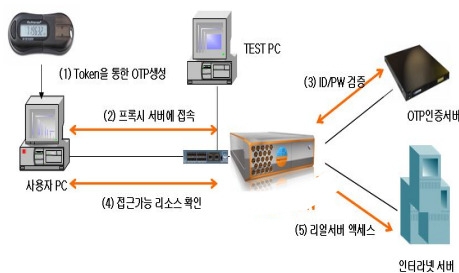 TEST PC
(1) Token을 통한 OTP생성
(3) ID/PW 검증
(2) 프록시 서버에 접속
OTP인증서버
사용자 PC
(4) 접근가능 리소스 확인
(5) 리얼서버 액세스
인터라넷 서버